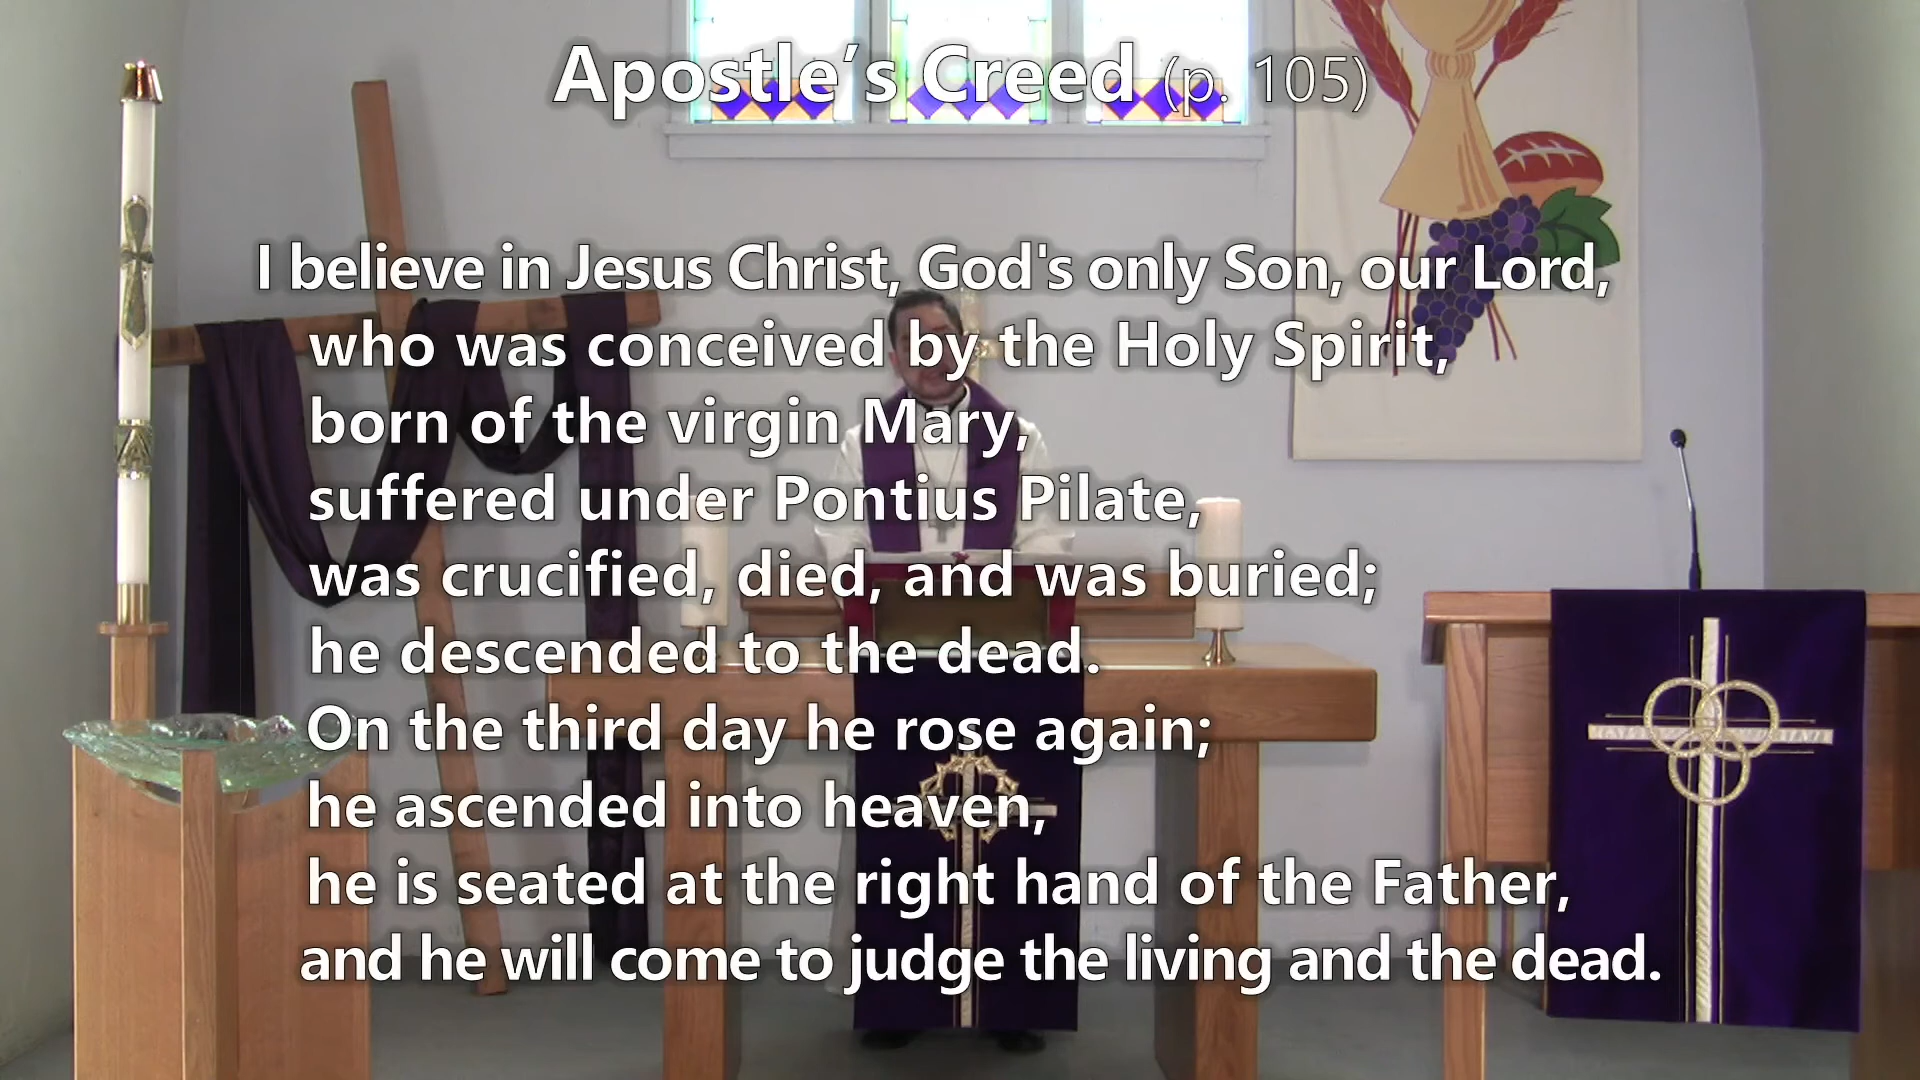 Apostle’s Creed (p. 105)
I believe in Jesus Christ, God's only Son, our Lord,
who was conceived by the Holy Spirit,
born of the virgin Mary,
suffered under Pontius Pilate,
was crucified, died, and was buried;
he descended to the dead.
On the third day he rose again;
he ascended into heaven,
he is seated at the right hand of the Father,
and he will come to judge the living and the dead.